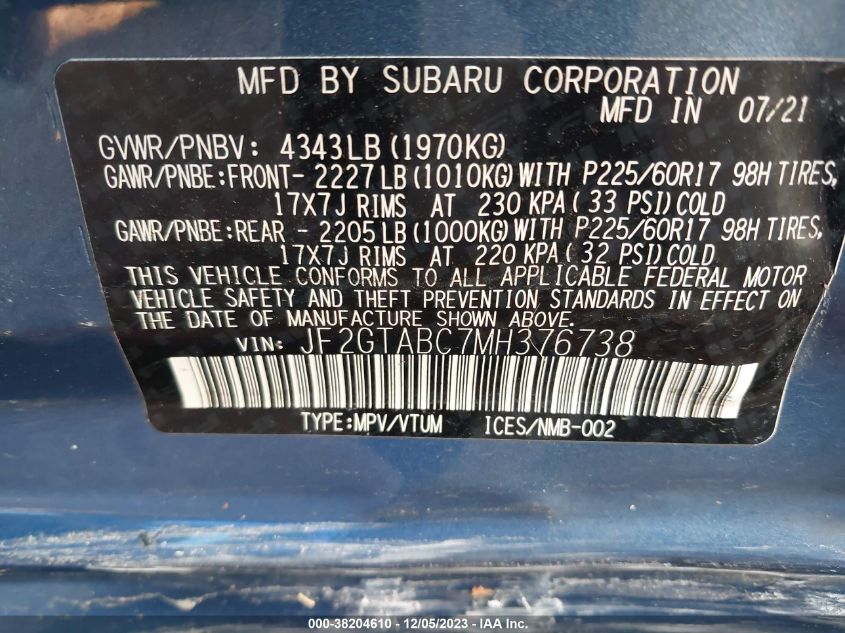 MFD BY SUBARU CORPORATION
MFD IN 07/21
GVWR/PNBV: 4343LB (1970KG)
GAWR/PNBE:FRONT- 2227LB (1010KG) WITH P225/60R17 98H TIRES,
17X7J RIMS AT 230 KPA (33 PSI) COLD
GAWR/PNBE:REAR - 2205LB (1000KG) WITH P225/60R17 98H TIRES,
17X7J RIMS AT 220 KPA (32 PSI) COLD
THIS VEHICLE CONFORMS TO ALL APPLICABLE FEDERAL MOTOR
VEHICLE SAFETY AND THEFT PREVENTION STANDARDS IN EFFECT ON
THE DATE OF MANUFACTURE SHOWN ABOVE.
VIN: JF2GTABC7MH376738
TYPE:MPV/VTUM ICES/NMB-002
000-38204610 - 12/05/2023 - IAA Inc.